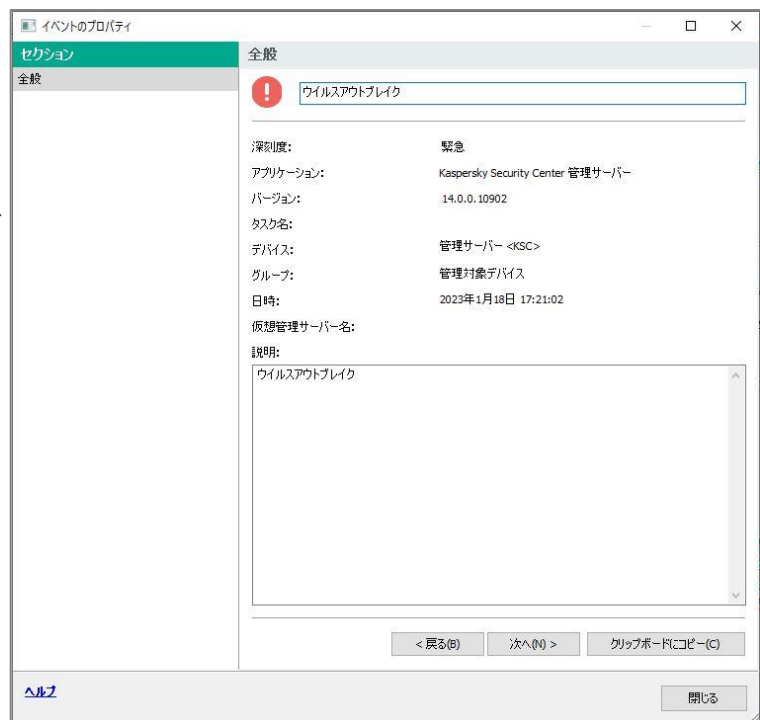 イベントのプロパティ
セクション
全般
全般
ウイルスアウトブレイク
深刻度: 緊急
アプリケーション: Kaspersky Security Center 管理サーバー
バージョン: 14.0.0.10902
タスク名:
デバイス: 管理サーバー <KSC>
グループ: 管理対象デバイス
日時: 2023年1月18日 17:21:02
仮想管理サーバー名:
説明:
ウイルスアウトブレイク
< 戻る(B) 次へ(N) > クリップボードにコピー(C)
ヘルプ
閉じる